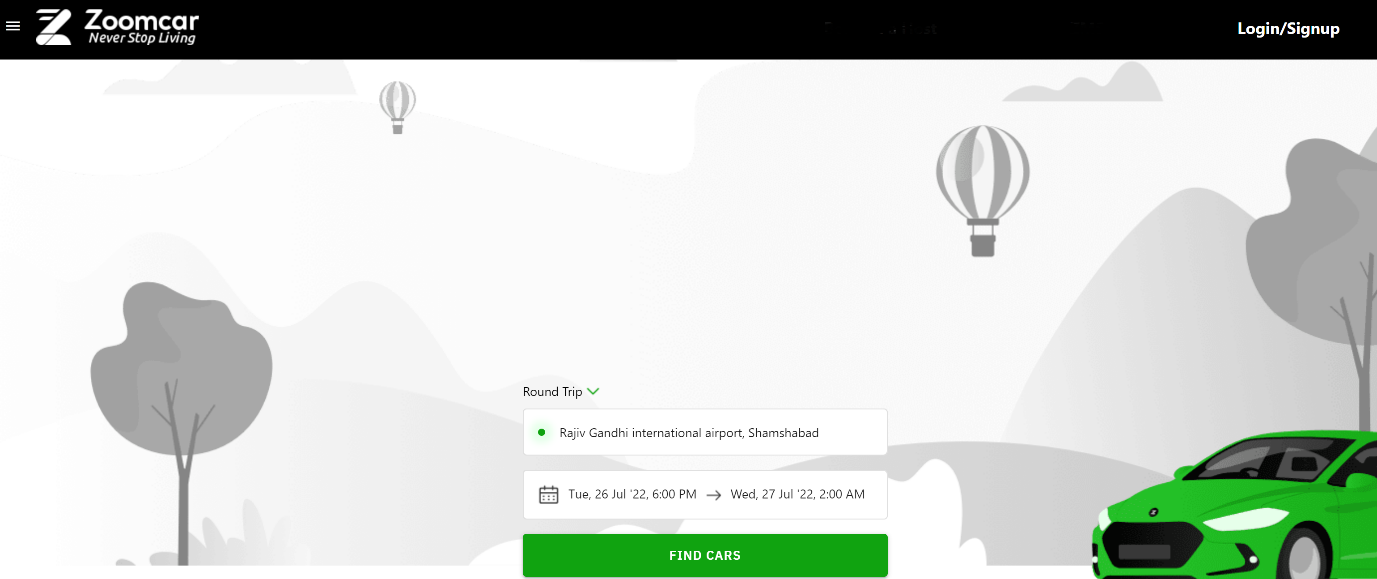 Zoomcar
Never Stop Living
Login/Signup
Round Trip
Rajiv Gandhi international airport, Shamshabad
Tue, 26 Jul '22, 6:00 PM → Wed, 27 Jul '22, 2:00 AM
FIND CARS